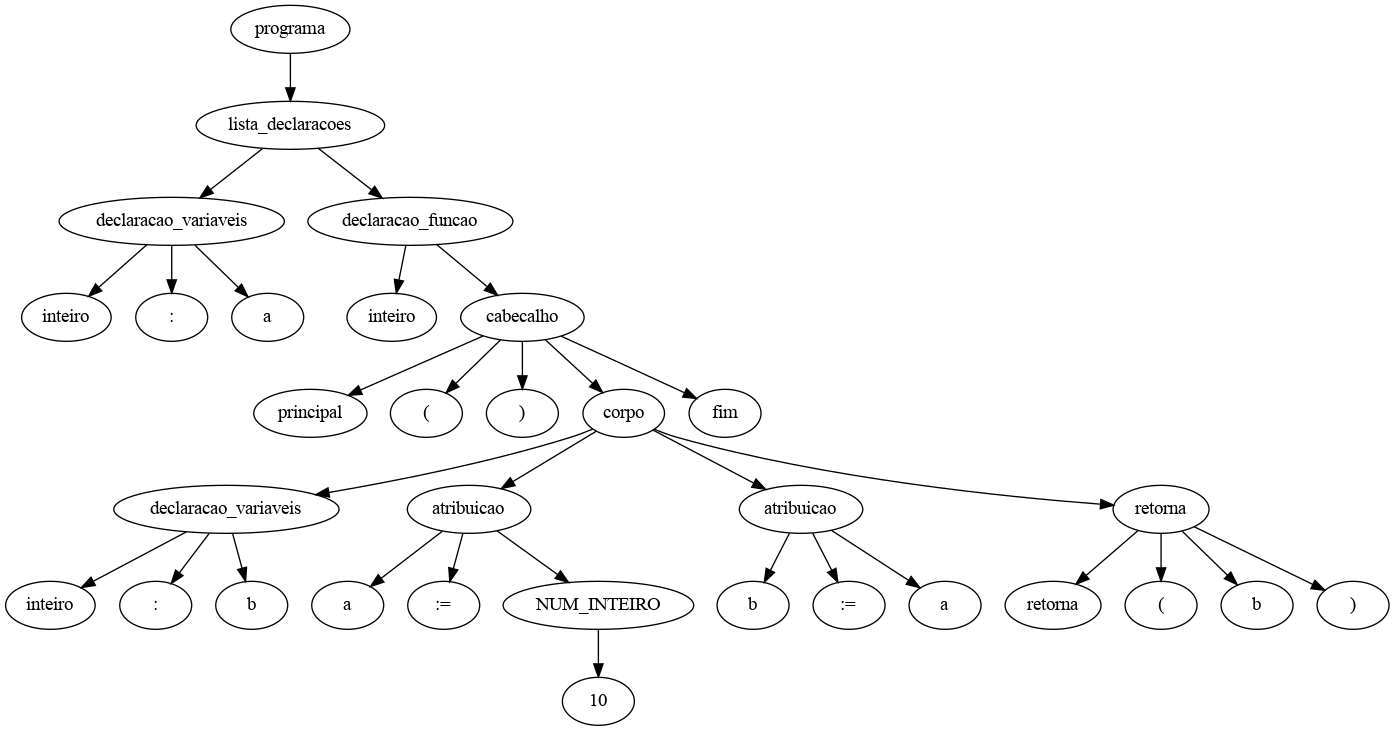 programa
lista_declaracoes
declaracao_variaveis declaracao_funcao
inteiro : a inteiro cabecalho
principal ( ) corpo fim
declaracao_variaveis atribuicao atribuicao retorna
inteiro : b a := NUM_INTEIRO b := a retorna ( b )
10